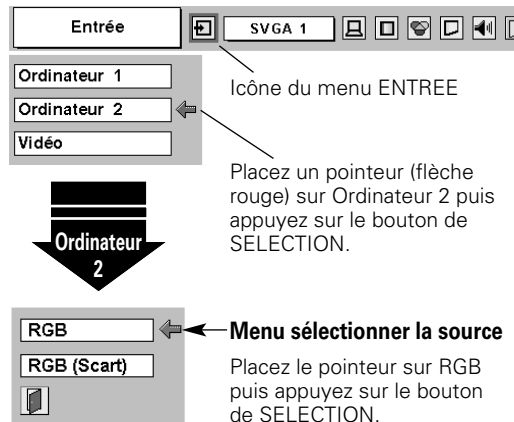 Entrée
SVGA 1
Icône du menu ENTREE
Ordinateur 1
Ordinateur 2
Vidéo
Placez un pointeur (flèche
rouge) sur Ordinateur 2 puis
appuyez sur le bouton de
SELECTION.
Ordinateur
2
RGB
Menu sélectionner la source
RGB (Scart)
Placez le pointeur sur RGB
puis appuyez sur le bouton
de SELECTION.